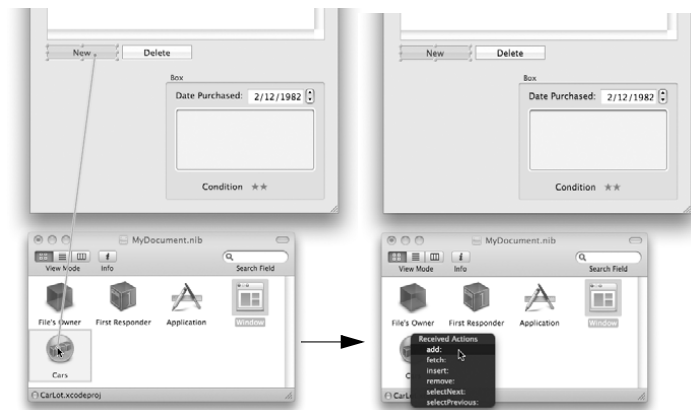 New
Delete
Box
Date Purchased: 2/12/1982
Condition ★★
MyDocument.nib
View Mode
Info
Search Field
File's Owner
First Responder
Application
Window
Cars
CarLot.xcodeproj
New
Delete
Box
Date Purchased: 2/12/1982
Condition ★★
MyDocument.nib
View Mode
Info
Search Field
File's Owner
First Responder
Application
Window
Received Actions
add:
fetch:
insert:
remove:
selectNext:
selectPrevious:
CarLot.xcodeproj